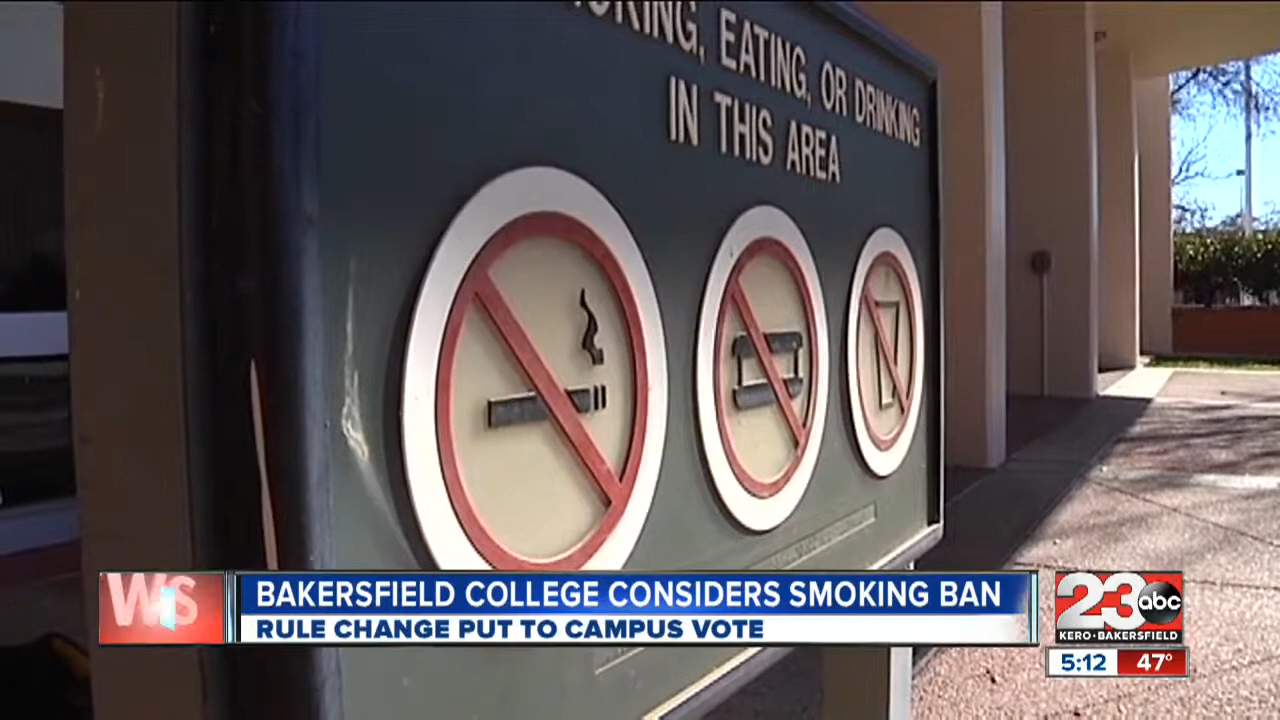 SMOKING, EATING, OR DRINKING
IN THIS AREA
BAKERSFIELD COLLEGE CONSIDERS SMOKING BAN
RULE CHANGE PUT TO CAMPUS VOTE
23 abc
KERO·BAKERSFIELD
5:12 47°